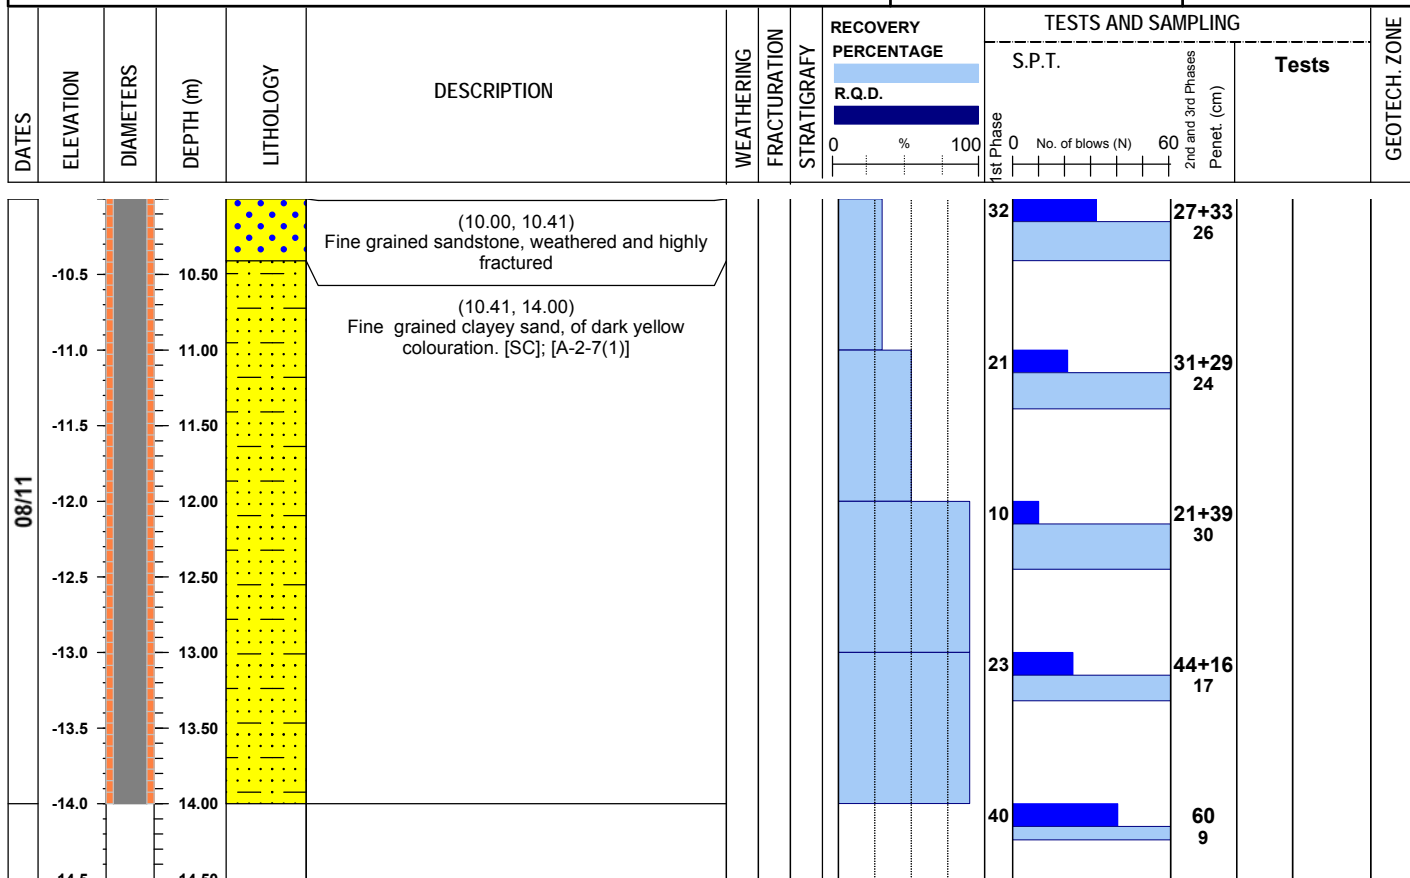 DATES
ELEVATION
DIAMETERS
DEPTH (m)
LITHOLOGY
DESCRIPTION
WEATHERING
FRACTURATION
STRATIGRAFY
RECOVERY
PERCENTAGE
R.Q.D.
0 % 100
TESTS AND SAMPLING
S.P.T.
1st Phase
0 No. of blows (N) 60
2nd and 3rd Phases
Penet. (cm)
Tests
GEOTECH. ZONE
(10.00, 10.41)
Fine grained sandstone, weathered and highly
fractured
32 27+33
26
-10.5 10.50
(10.41, 14.00)
Fine grained clayey sand, of dark yellow
colouration. [SC]; [A-2-7(1)]
-11.0 11.00
21 31+29
24
-11.5 11.50
08/11
-12.0 12.00
10 21+39
30
-12.5 12.50
-13.0 13.00
23 44+16
17
-13.5 13.50
-14.0 14.00
40 60
9
-14.5 14.50